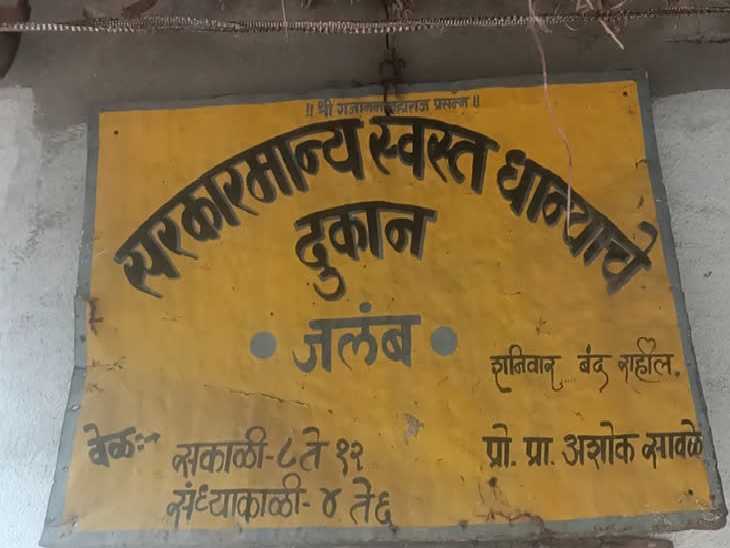 ॥ श्री गजानन महाराज प्रसन्न ॥
सरकारमान्य स्वस्त धान्याचे
दुकान
जलंब
शनिवार बंद राहील.
वेळ:- सकाळी-८ ते १२
संध्याकाळी-४ ते ६
प्रो. प्रा. अशोक सावळे